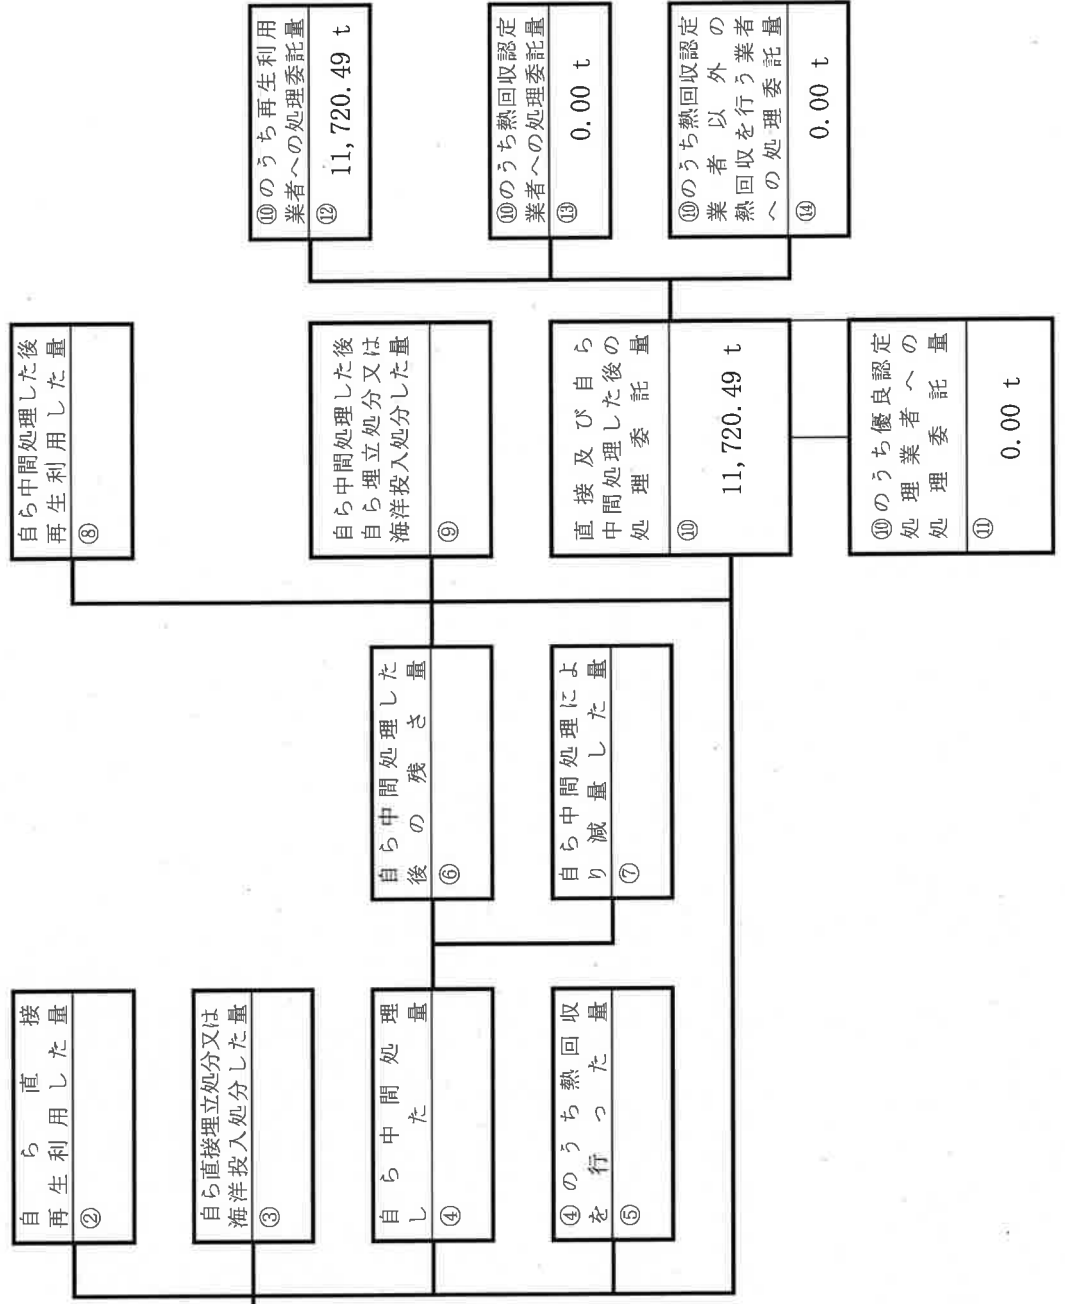 自ら直接
再生利用した量
②
自ら直接埋立処分又は
海洋投入処分した量
③
自ら中間処理
した量
④
④のうち熱回収
を行った量
⑤
自ら中間処理した
後の残さ量
⑥
自ら中間処理によ
り減量した量
⑦
自ら中間処理した後
再生利用した量
⑧
自ら中間処理した後
自ら埋立処分又は
海洋投入処分した量
⑨
直接及び自ら
中間処理した後の
処理委託量
⑩
11,720.49 t
⑩のうち優良認定
処理業者への
処理委託量
⑪
0.00 t
⑩のうち再生利用
業者への処理委託量
⑫
11,720.49 t
⑩のうち熱回収認定
業者への処理委託量
⑬
0.00 t
⑩のうち熱回収認定
業者以外の
熱回収を行う業者
への処理委託量
⑭
0.00 t